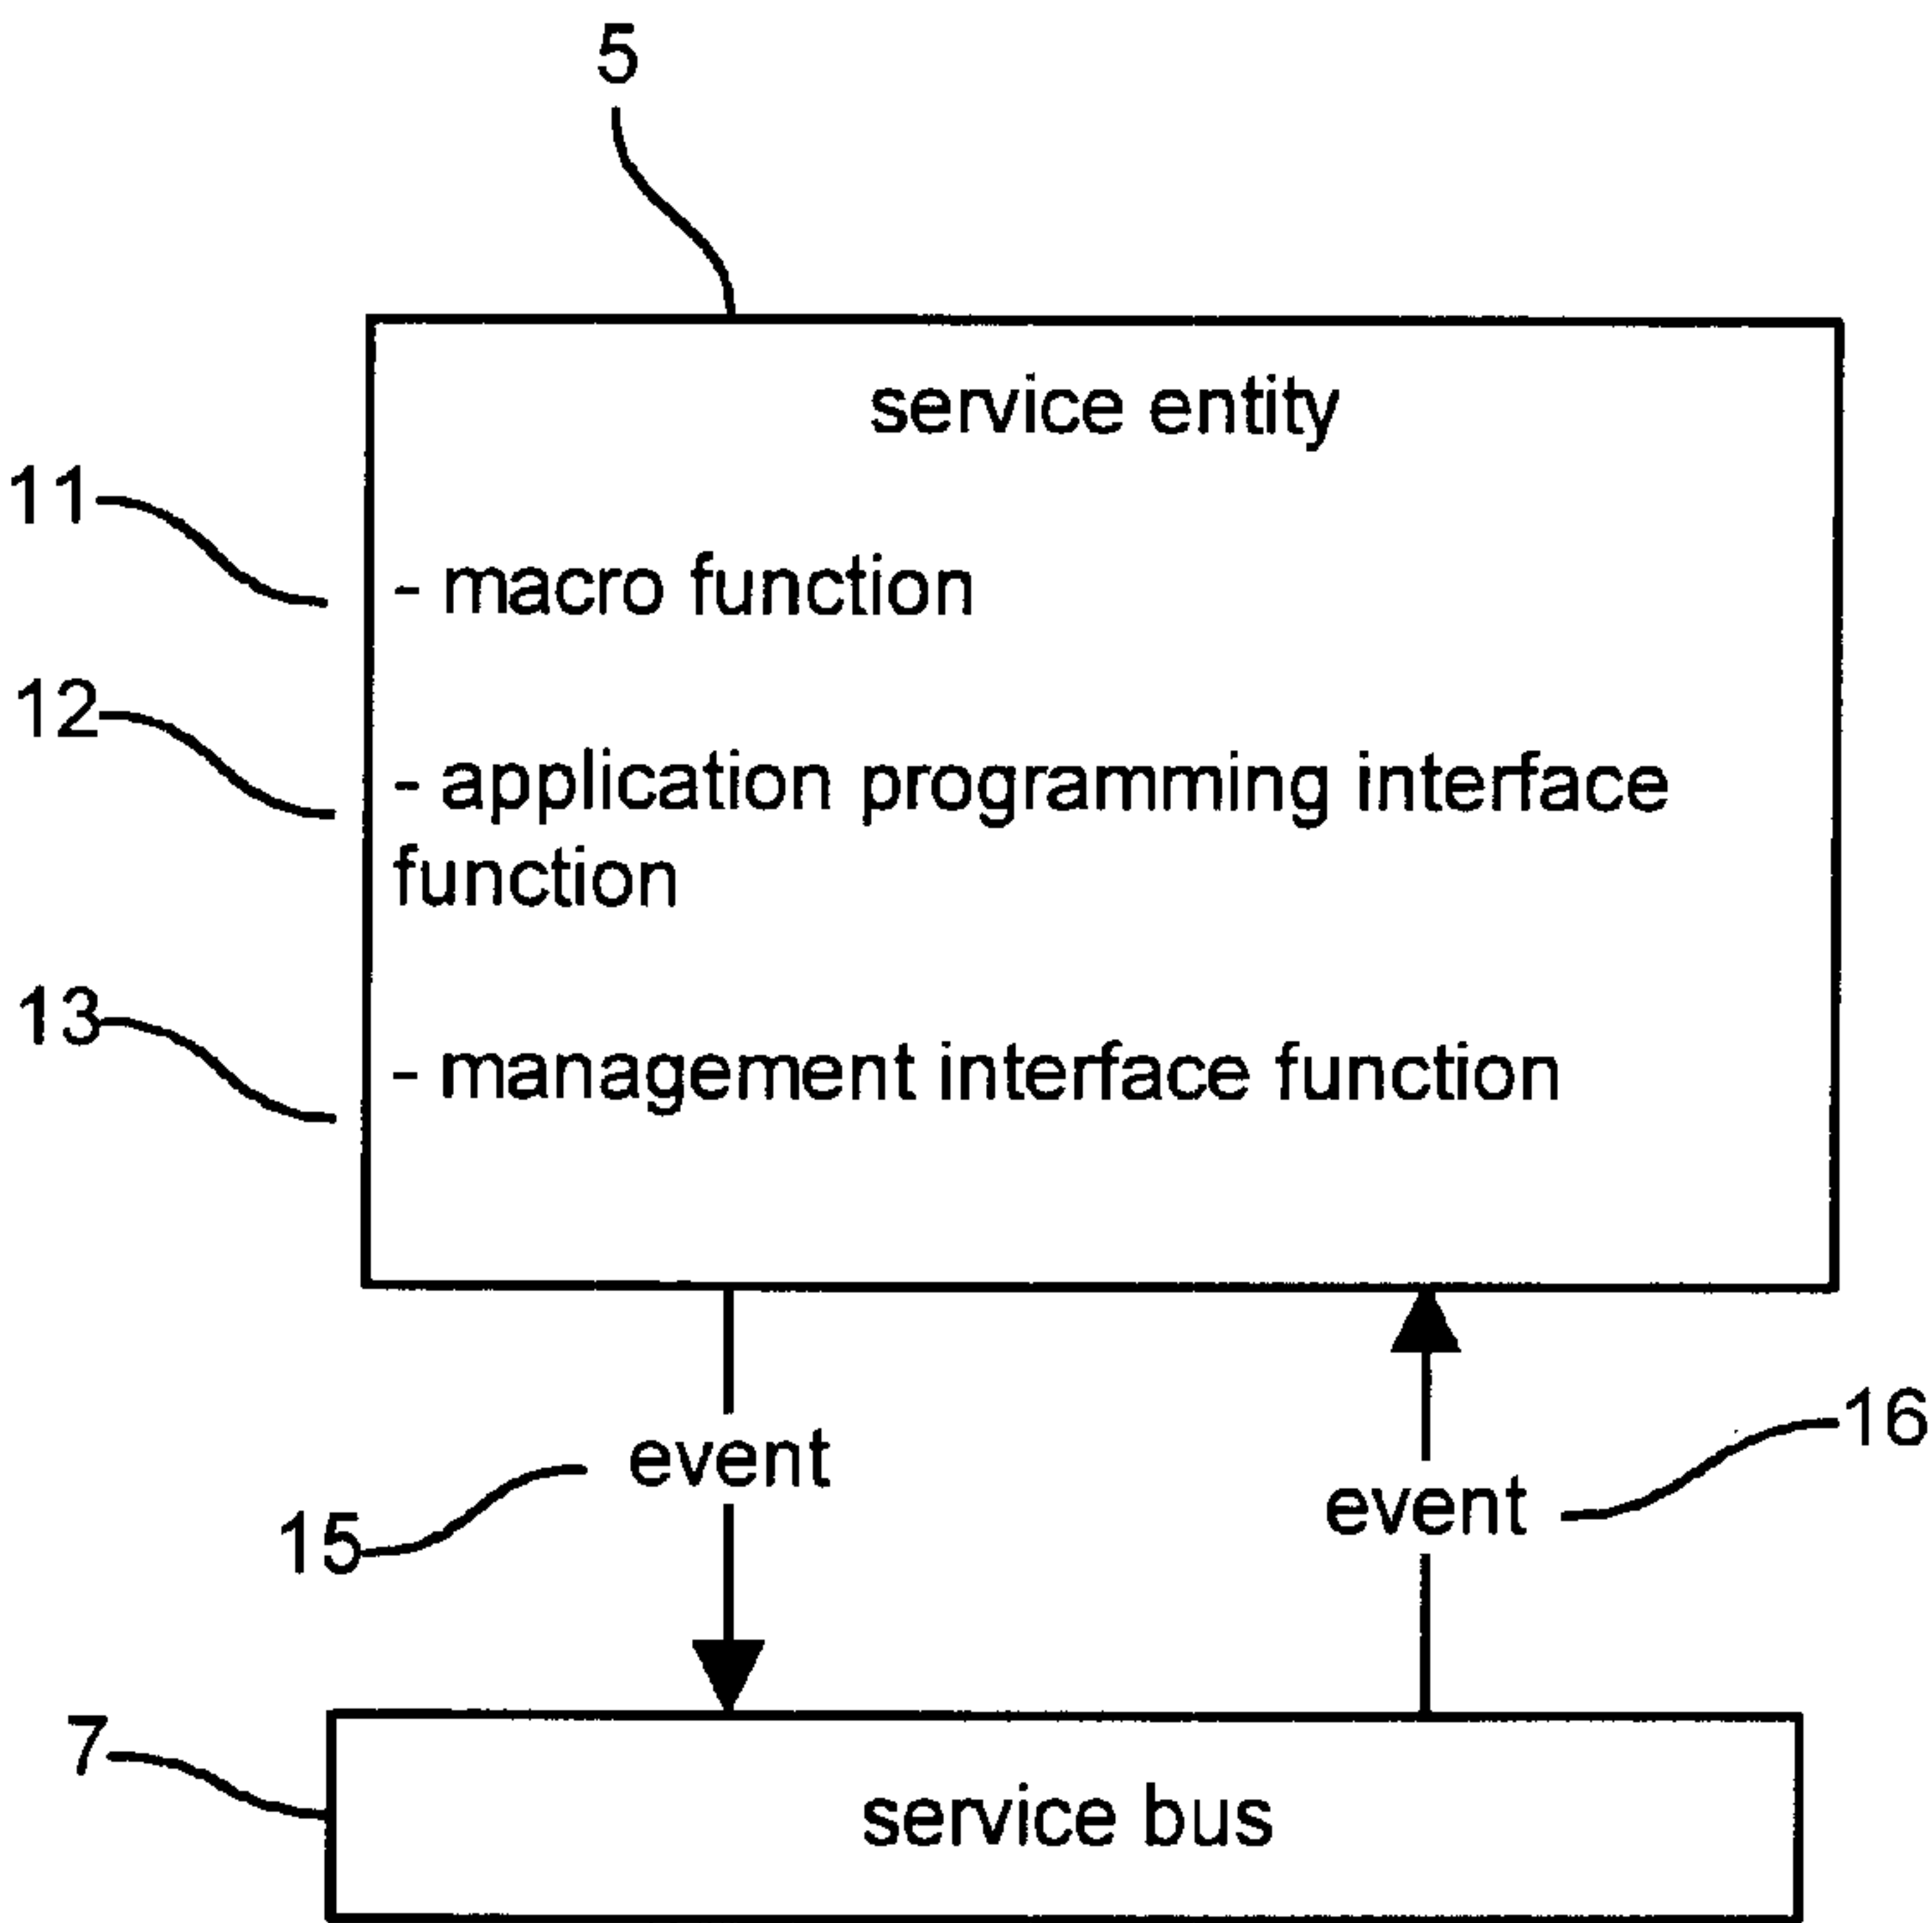 5
service entity
11
- macro function
12
- application programming interface
function
13
- management interface function
16
event
event
15
7
service bus